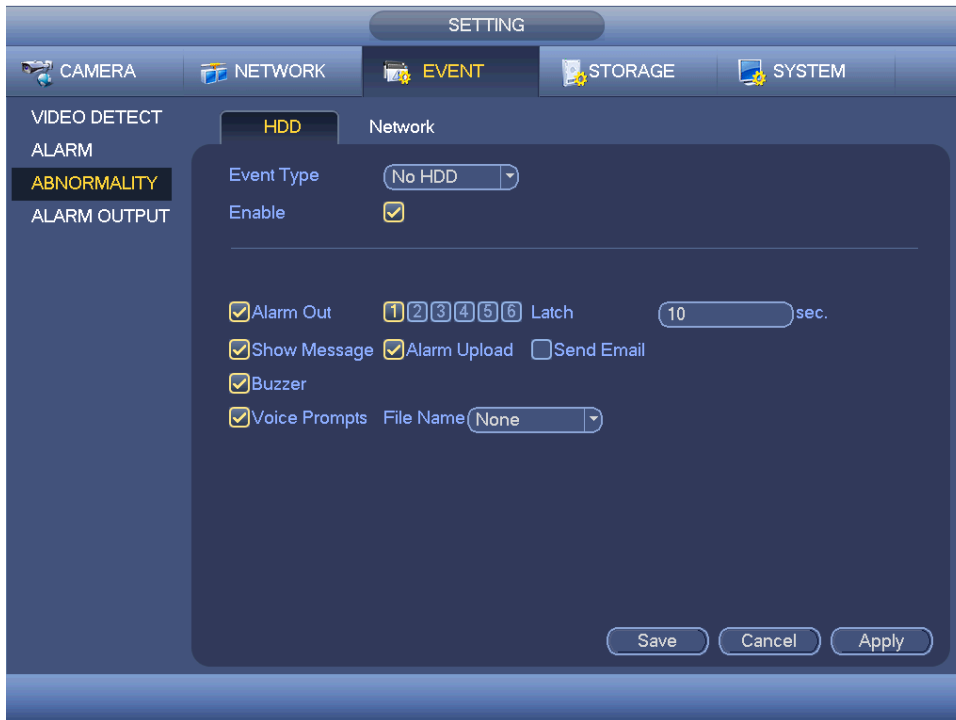 SETTING
CAMERA NETWORK EVENT STORAGE SYSTEM
VIDEO DETECT
ALARM
ABNORMALITY
ALARM OUTPUT
HDD Network
Event Type No HDD
Enable
Alarm Out 1 2 3 4 5 6 Latch 10 sec.
Show Message Alarm Upload Send Email
Buzzer
Voice Prompts File Name None
Save Cancel Apply